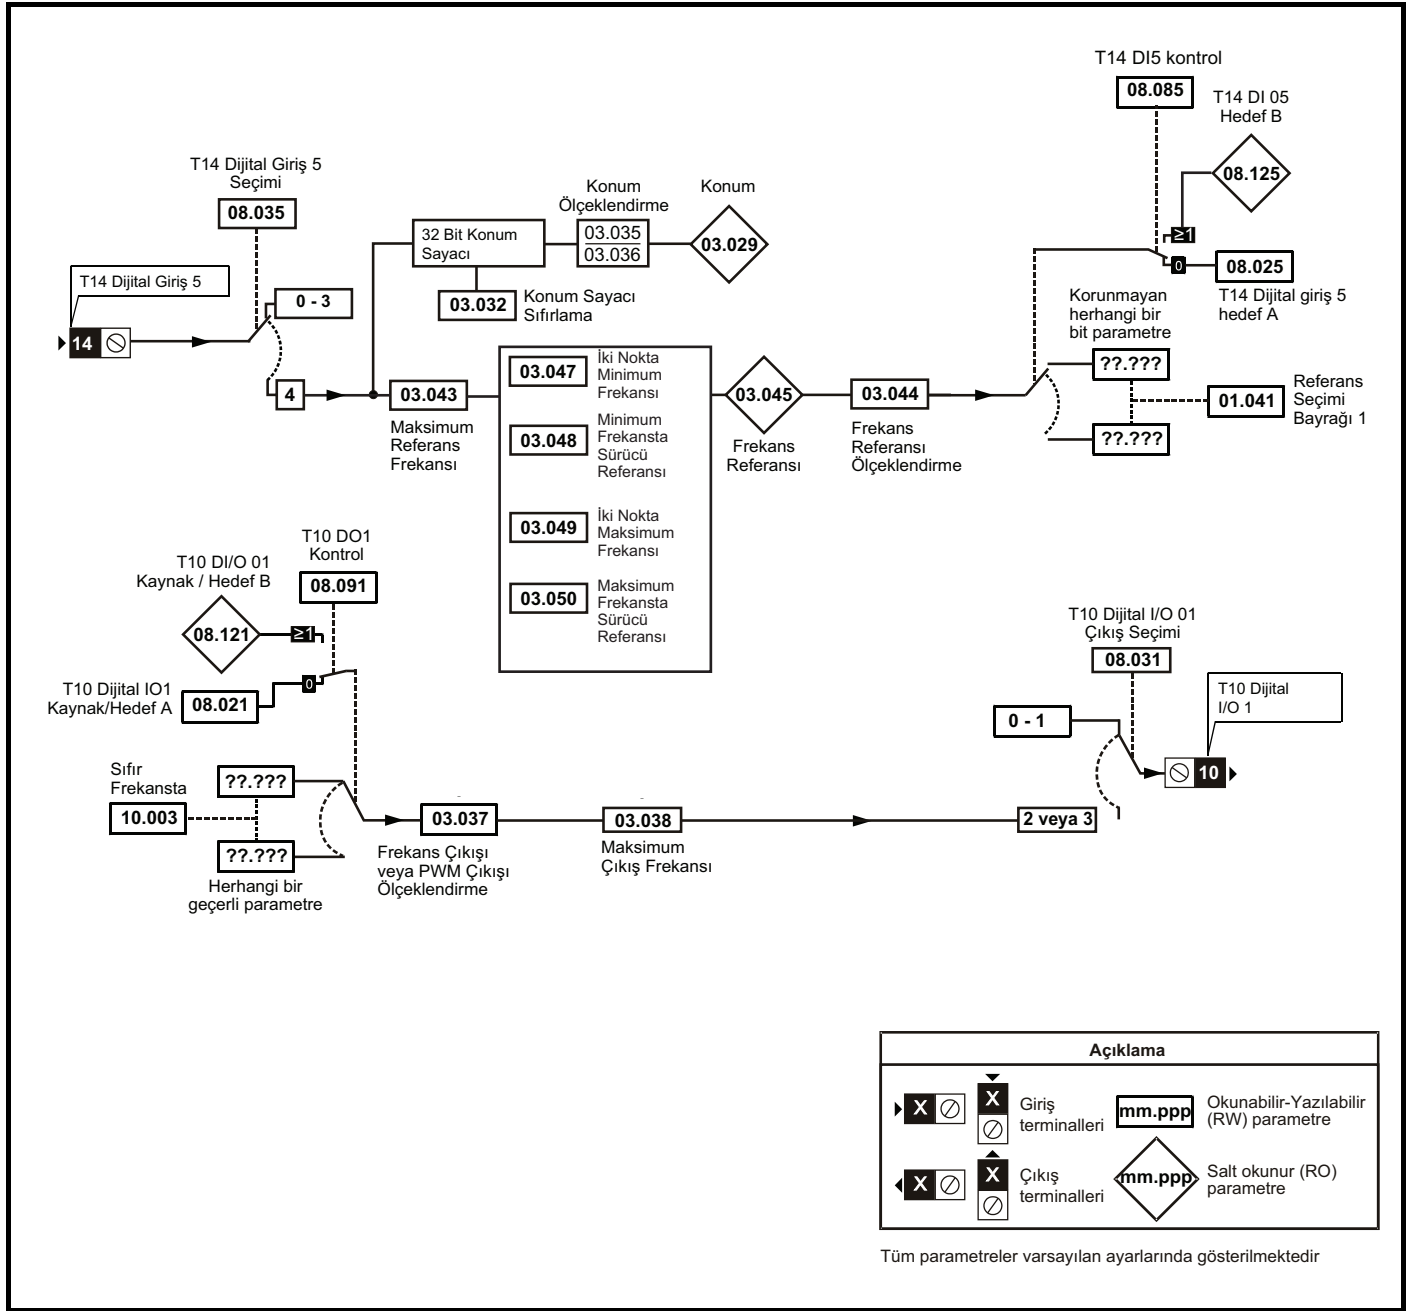 T14 DI5 kontrol
08.085
T14 DI 05
Hedef B
08.125
≥1
0
08.025
T14 Dijital giriş 5
hedef A
T14 Dijital Giriş 5
Seçimi
08.035
T14 Dijital Giriş 5
14
0 - 3
4
32 Bit Konum
Sayacı
Konum
Ölçeklendirme
03.035
03.036
Konum
03.029
03.032
Konum Sayacı
Sıfırlama
03.043
Maksimum
Referans
Frekansı
03.047
İki Nokta
Minimum
Frekansı
03.048
Minimum
Frekansta
Sürücü
Referansı
03.049
İki Nokta
Maksimum
Frekansı
03.050
Maksimum
Frekansta
Sürücü
Referansı
03.045
Frekans
Referansı
03.044
Frekans
Referansı
Ölçeklendirme
Korunmayan
herhangi bir
bit parametre
??.???
??.???
01.041
Referans
Seçimi
Bayrağı 1
T10 DO1
Kontrol
08.091
T10 DI/O 01
Kaynak / Hedef B
08.121
≥1
0
T10 Dijital IO1
Kaynak/Hedef A
08.021
Sıfır
Frekansta
10.003
??.???
??.???
Herhangi bir
geçerli parametre
03.037
Frekans Çıkışı
veya PWM Çıkışı
Ölçeklendirme
03.038
Maksimum
Çıkış Frekansı
2 veya 3
0 - 1
T10 Dijital I/O 01
Çıkış Seçimi
08.031
T10 Dijital
I/O 1
10
Açıklama
X
X
Giriş
terminalleri
mm.ppp
Okunabilir-Yazılabilir
(RW) parametre
X
X
Çıkış
terminalleri
mm.ppp
Salt okunur (RO)
parametre
Tüm parametreler varsayılan ayarlarında gösterilmektedir